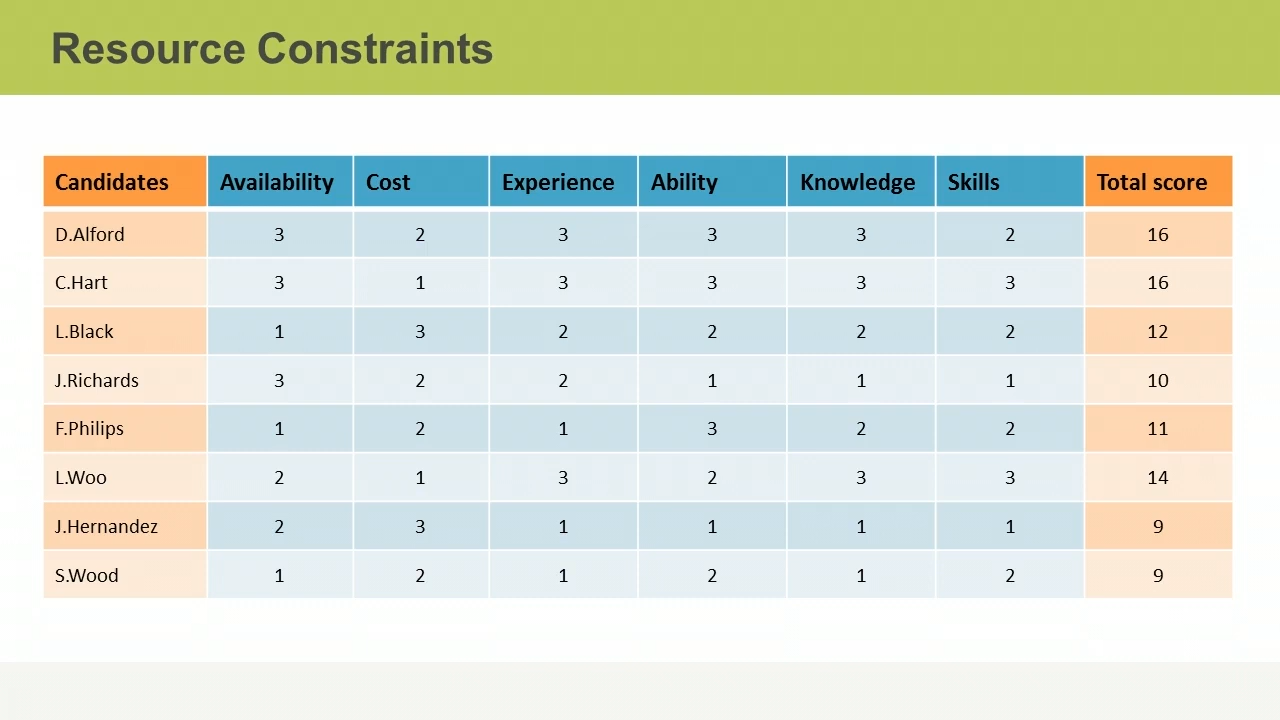 Resource Constraints
Candidates Availability Cost Experience Ability Knowledge Skills Total score
D.Alford 3 2 3 3 3 2 16
C.Hart 3 1 3 3 3 3 16
L.Black 1 3 2 2 2 2 12
J.Richards 3 2 2 1 1 1 10
F.Philips 1 2 1 3 2 2 11
L.Woo 2 1 3 2 3 3 14
J.Hernandez 2 3 1 1 1 1 9
S.Wood 1 2 1 2 1 2 9